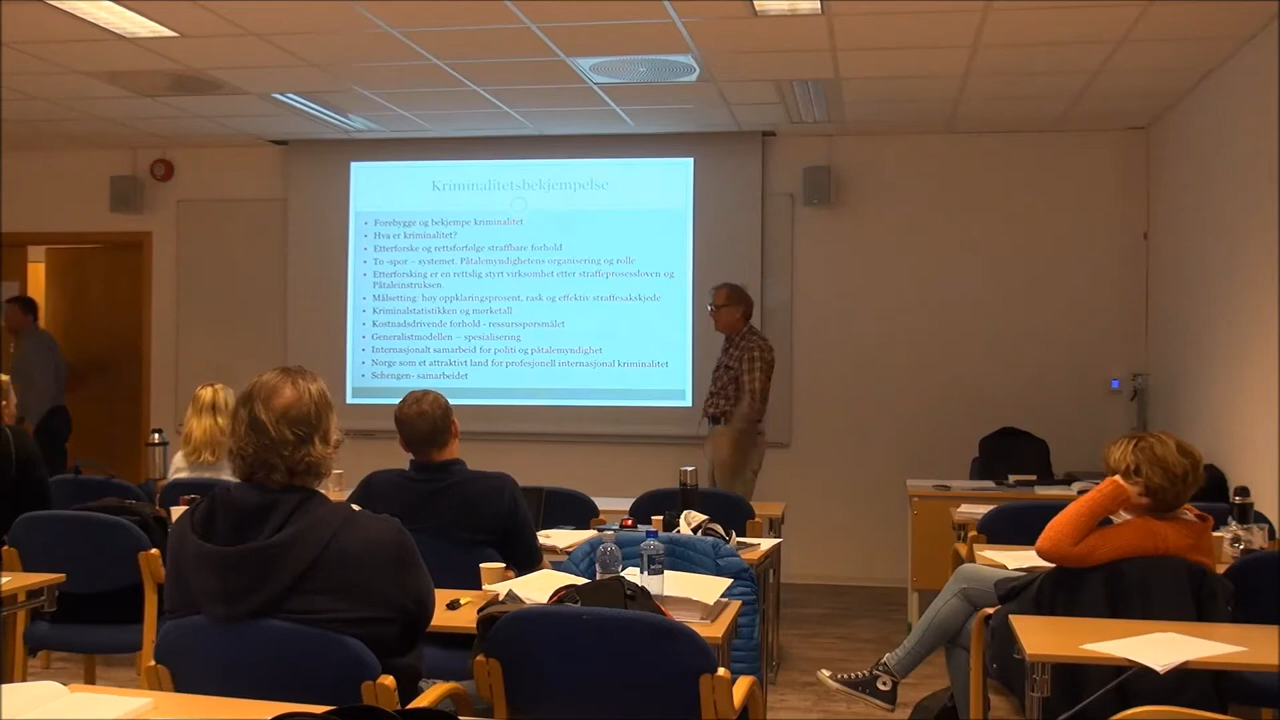 Kriminalitetsbekjempelse
• Forebygge og bekjempe kriminalitet
• Hva er kriminalitet?
• Etterforske og rettsforfølge straffbare forhold
• To -spor – systemet. Påtalemyndighetens organisering og rolle
• Etterforsking er en rettslig styrt virksomhet etter straffeprosessloven og
Påtaleinstruksen.
• Målsetting: høy oppklaringsprosent, rask og effektiv straffesakskjede
• Kriminalstatistikken og mørketall
• Kostnadsdrivende forhold - ressursspørsmålet
• Generalistmodellen – spesialisering
• Internasjonalt samarbeid for politi og påtalemyndighet
• Norge som et attraktivt land for profesjonell internasjonal kriminalitet
• Schengen- samarbeidet